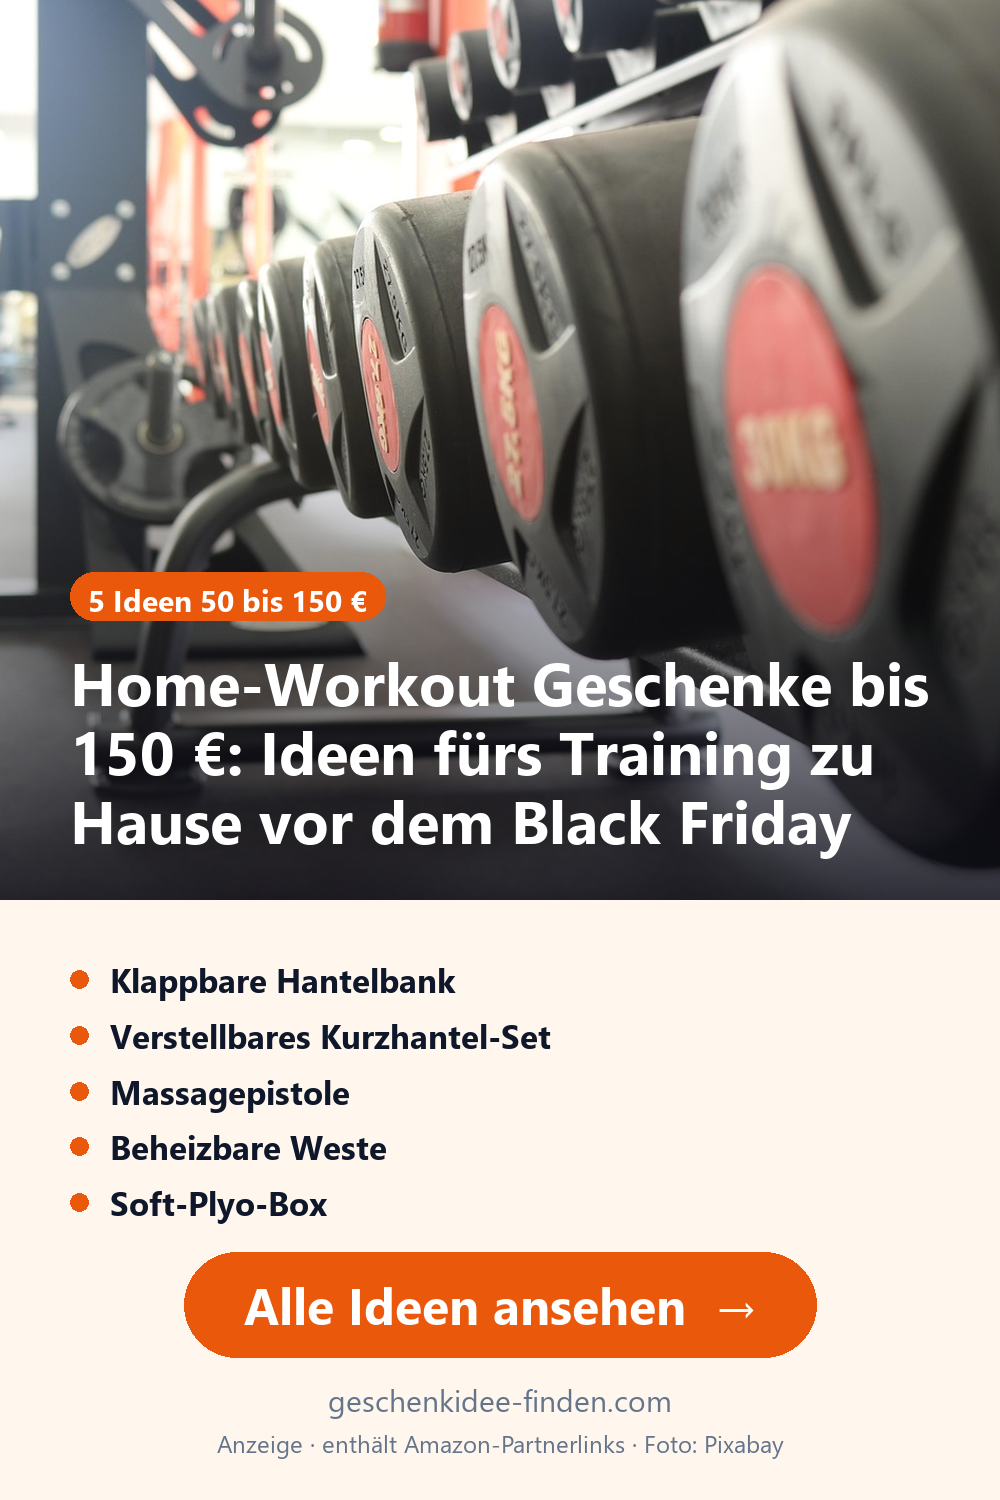 30KG
5 Ideen 50 bis 150 €
Home-Workout Geschenke bis
150 €: Ideen fürs Training zu
Hause vor dem Black Friday
Klappbare Hantelbank
Verstellbares Kurzhantel-Set
Massagepistole
Beheizbare Weste
Soft-Plyo-Box
Alle Ideen ansehen →
geschenkidee-finden.com
Anzeige · enthält Amazon-Partnerlinks · Foto: Pixabay